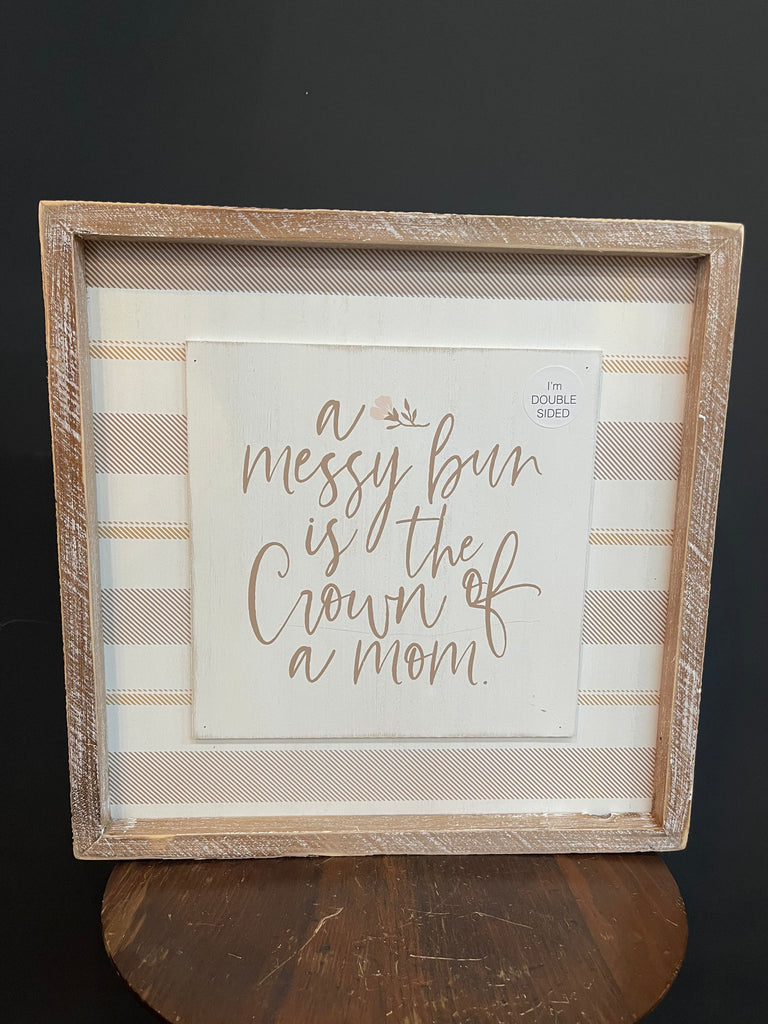 a
messy bun
is the
Crown of
a mom.
I'm
DOUBLE
SIDED